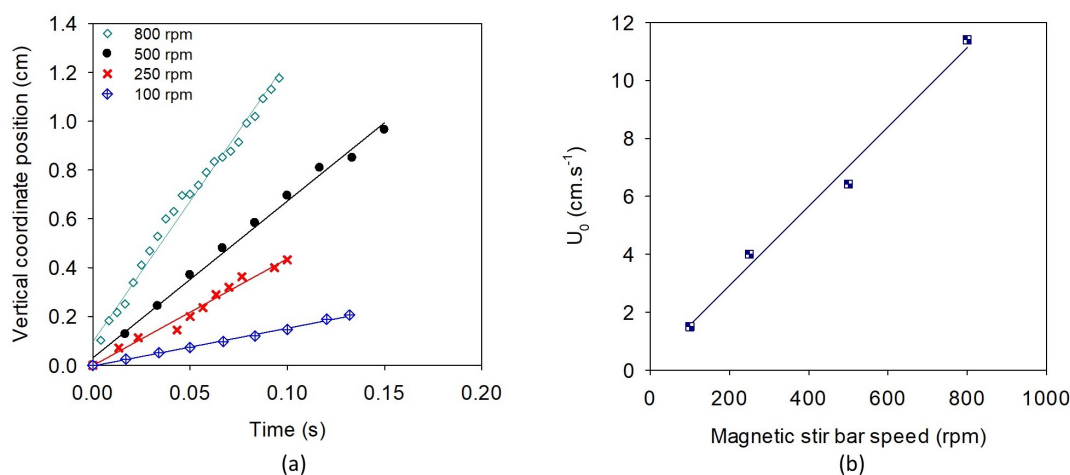 1.4
1.2
1.0
0.8
0.6
0.4
0.2
0.0
Vertical coordinate position (cm)
800 rpm
500 rpm
250 rpm
100 rpm
0.00 0.05 0.10 0.15 0.20
Time (s)
(a)
12
10
8
6
4
2
0
U₀ (cm.s⁻¹)
0 200 400 600 800 1000
Magnetic stir bar speed (rpm)
(b)